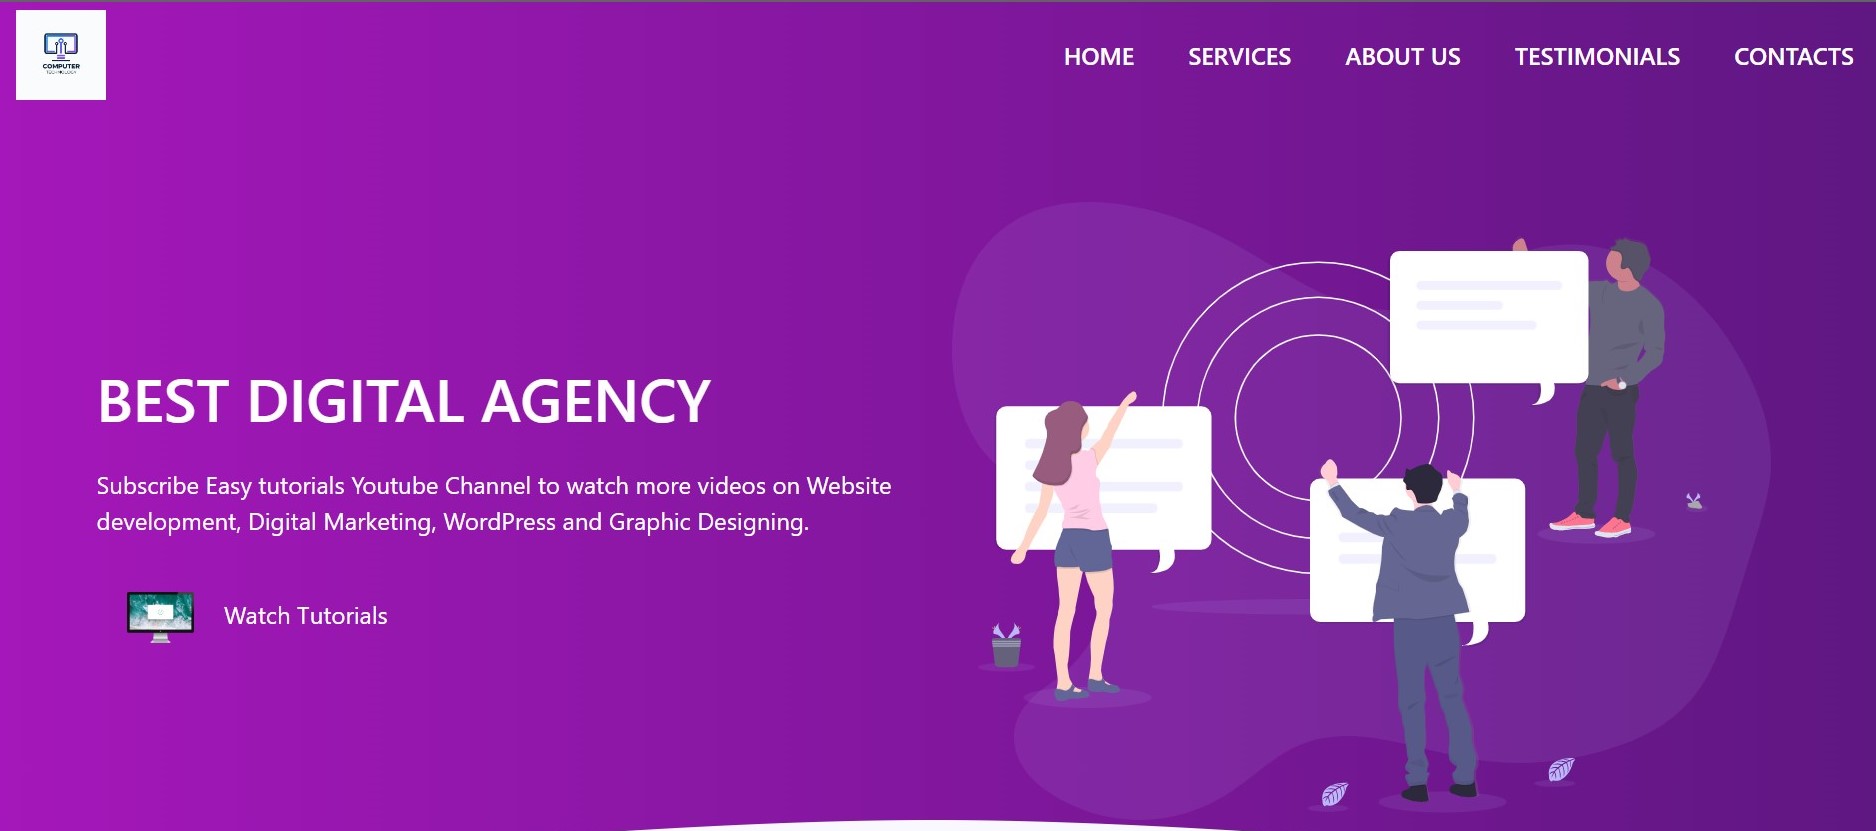 COMPUTER
TECHNOLOGY
HOME SERVICES ABOUT US TESTIMONIALS CONTACTS
BEST DIGITAL AGENCY
Subscribe Easy tutorials Youtube Channel to watch more videos on Website
development, Digital Marketing, WordPress and Graphic Designing.
Watch Tutorials